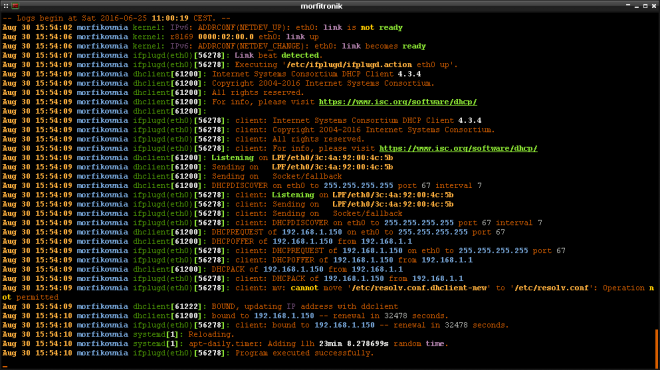 morfitronik
-- Logs begin at Sat 2016-06-25 11:00:19 CEST. --
Aug 30 15:54:02 morfikownia kernel: IPv6: ADDRCONF(NETDEV_UP): eth0: link is not ready
Aug 30 15:54:06 morfikownia kernel: r8169 0000:02:00.0 eth0: link up
Aug 30 15:54:06 morfikownia kernel: IPv6: ADDRCONF(NETDEV_CHANGE): eth0: link becomes ready
Aug 30 15:54:07 morfikownia ifplugd(eth0)[56278]: Link beat detected.
Aug 30 15:54:09 morfikownia ifplugd(eth0)[56278]: Executing '/etc/ifplugd/ifplugd.action eth0 up'.
Aug 30 15:54:09 morfikownia dhclient[61200]: Internet Systems Consortium DHCP Client 4.3.4
Aug 30 15:54:09 morfikownia dhclient[61200]: Copyright 2004-2016 Internet Systems Consortium.
Aug 30 15:54:09 morfikownia dhclient[61200]: All rights reserved.
Aug 30 15:54:09 morfikownia dhclient[61200]: For info, please visit https://www.isc.org/software/dhcp/
Aug 30 15:54:09 morfikownia dhclient[61200]:
Aug 30 15:54:09 morfikownia ifplugd(eth0)[56278]: client: Internet Systems Consortium DHCP Client 4.3.4
Aug 30 15:54:09 morfikownia ifplugd(eth0)[56278]: client: Copyright 2004-2016 Internet Systems Consortium.
Aug 30 15:54:09 morfikownia ifplugd(eth0)[56278]: client: All rights reserved.
Aug 30 15:54:09 morfikownia ifplugd(eth0)[56278]: client: For info, please visit https://www.isc.org/software/dhcp/
Aug 30 15:54:09 morfikownia dhclient[61200]: Listening on LPF/eth0/3c:4a:92:00:4c:5b
Aug 30 15:54:09 morfikownia dhclient[61200]: Sending on   LPF/eth0/3c:4a:92:00:4c:5b
Aug 30 15:54:09 morfikownia dhclient[61200]: Sending on   Socket/fallback
Aug 30 15:54:09 morfikownia dhclient[61200]: DHCPDISCOVER on eth0 to 255.255.255.255 port 67 interval 7
Aug 30 15:54:09 morfikownia ifplugd(eth0)[56278]: client: Listening on LPF/eth0/3c:4a:92:00:4c:5b
Aug 30 15:54:09 morfikownia ifplugd(eth0)[56278]: client: Sending on   LPF/eth0/3c:4a:92:00:4c:5b
Aug 30 15:54:09 morfikownia ifplugd(eth0)[56278]: client: Sending on   Socket/fallback
Aug 30 15:54:09 morfikownia ifplugd(eth0)[56278]: client: DHCPDISCOVER on eth0 to 255.255.255.255 port 67 interval 7
Aug 30 15:54:09 morfikownia dhclient[61200]: DHCPREQUEST of 192.168.1.150 on eth0 to 255.255.255.255 port 67
Aug 30 15:54:09 morfikownia dhclient[61200]: DHCPOFFER of 192.168.1.150 from 192.168.1.1
Aug 30 15:54:09 morfikownia ifplugd(eth0)[56278]: client: DHCPREQUEST of 192.168.1.150 on eth0 to 255.255.255.255 port 67
Aug 30 15:54:09 morfikownia ifplugd(eth0)[56278]: client: DHCPOFFER of 192.168.1.150 from 192.168.1.1
Aug 30 15:54:09 morfikownia dhclient[61200]: DHCPACK of 192.168.1.150 from 192.168.1.1
Aug 30 15:54:09 morfikownia ifplugd(eth0)[56278]: client: DHCPACK of 192.168.1.150 from 192.168.1.1
Aug 30 15:54:09 morfikownia ifplugd(eth0)[56278]: client: mv: cannot move '/etc/resolv.conf.dhclient-new' to '/etc/resolv.conf': Operation n
ot permitted
Aug 30 15:54:09 morfikownia dhclient[61222]: BOUND, updating IP address with ddclient
Aug 30 15:54:10 morfikownia dhclient[61200]: bound to 192.168.1.150 -- renewal in 32478 seconds.
Aug 30 15:54:10 morfikownia ifplugd(eth0)[56278]: client: bound to 192.168.1.150 -- renewal in 32478 seconds.
Aug 30 15:54:10 morfikownia systemd[1]: Reloading.
Aug 30 15:54:10 morfikownia systemd[1]: apt-daily.timer: Adding 11h 23min 8.278699s random time.
Aug 30 15:54:10 morfikownia ifplugd(eth0)[56278]: Program executed successfully.